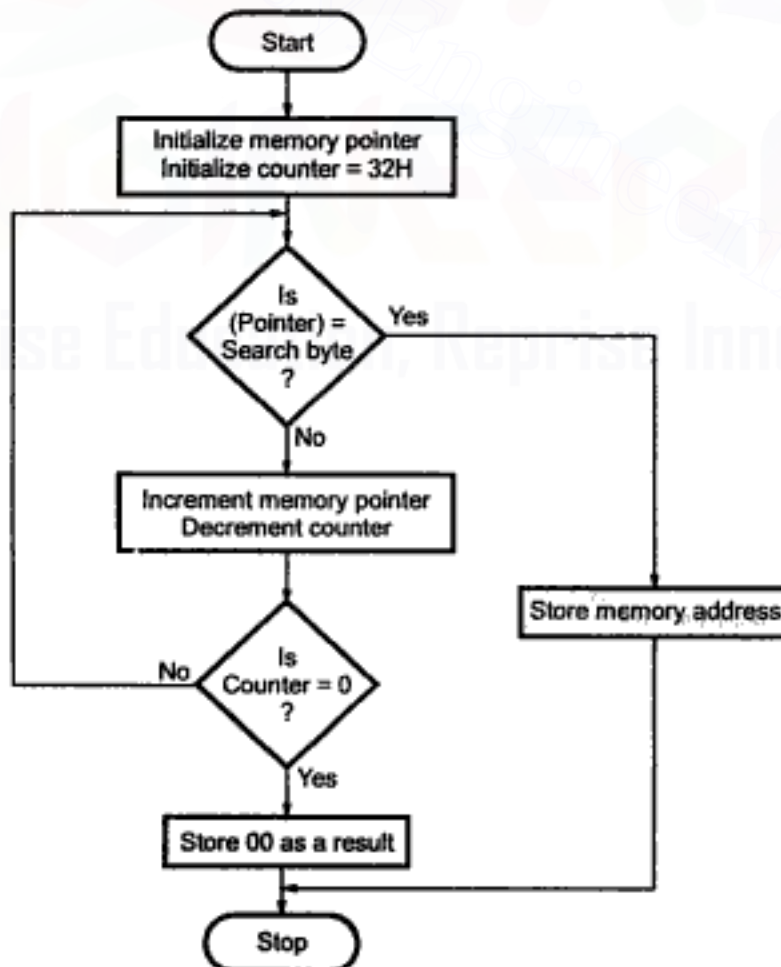 Start
Initialize memory pointer
Initialize counter = 32H
Is
(Pointer) =
Search byte
?
Yes
No
Increment memory pointer
Decrement counter
Store memory address
Is
Counter = 0
?
No
Yes
Store 00 as a result
Stop